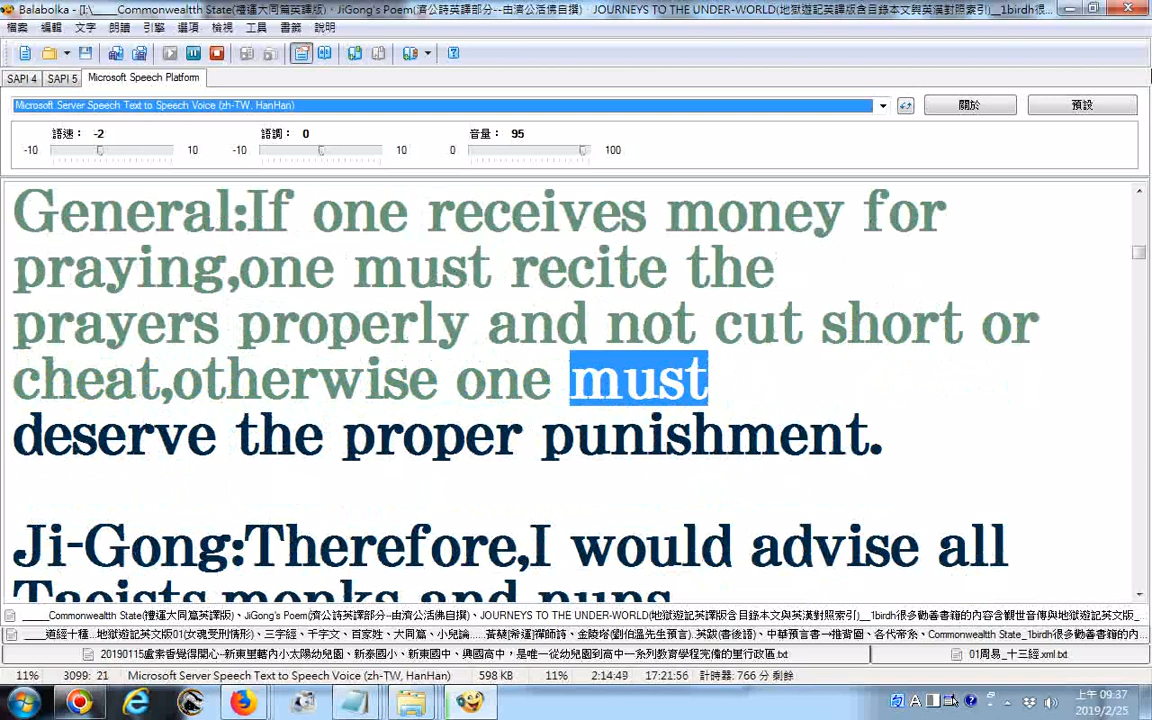 Balabolka - [I:\_____Commonwealth State(禮運大同篇英譯版)、JiGong's Poem(濟公詩英譯部分--由濟公活佛自撰)、JOURNEYS TO THE UNDER-WORLD(地獄遊記英譯版含目錄本文與英漢對照索引)__1birdh很...
檔案 編輯 文字 朗讀 引擎 選項 檢視 工具 書籤 說明
SAPI 4 SAPI 5 Microsoft Speech Platform
Microsoft Server Speech Text to Speech Voice (zh-TW, HanHan) 關於 預設
語速： -2 語調： 0 音量： 95
-10 10 -10 10 0 100
General:If one receives money for
praying,one must recite the
prayers properly and not cut short or
cheat,otherwise one must
deserve the proper punishment.
Ji-Gong:Therefore,I would advise all
Taoists,monks and nuns
_____Commonwealth State(禮運大同篇英譯版)、JiGong's Poem(濟公詩英譯部分--由濟公活佛自撰)、JOURNEYS TO THE UNDER-WORLD(地獄遊記英譯版含目錄本文與英漢對照索引)__1birdh很多勸善書籍的內容含觀世音傳與地獄遊記英文版_
_____道經十種...地獄遊記英文版01(女魂受刑情形)、三字經、千字文、百家姓、大同篇、小兒論......黃蘗[希運]禪師詩、金陵塔(劉伯溫先生預言).英跋(書後語)、中華預言書一推背圖、各代帝系、Commonwealth State_1birdh很多勸善書籍的內...
20190115盧素香覺得開心--新東里轄內小太陽幼兒園、新泰國小、新東國中、興國高中，是唯一從幼兒園到高中一系列教育學程完備的里行政區.txt 01周易_十三經.xml.txt
11% 3099: 21 Microsoft Server Speech Text to Speech Voice (zh-TW, HanHan) 598 KB 11% 2:14:49 17:21:56 計時器: 766 分 剩餘
上午 09:37
2019/2/25